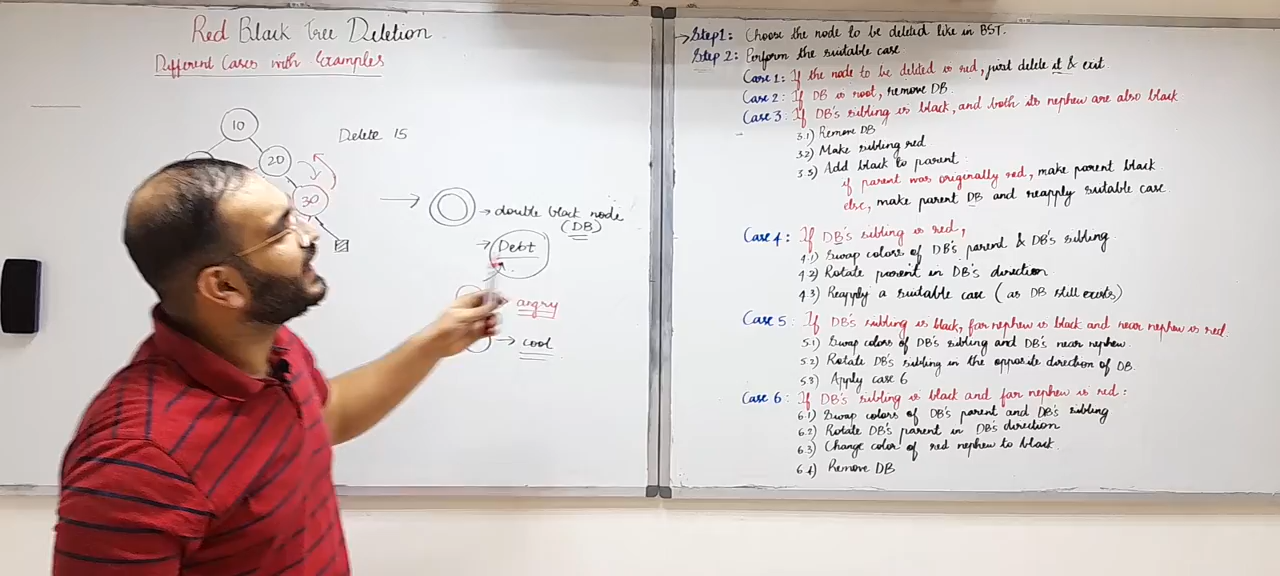 Red Black Tree Deletion
Different Cases with Examples
10
Delete 15
20
30
→ double black node
(DB)
→ Debt
angry
→ cool
→ Step1: Choose the node to be deleted like in BST.
Step 2: Perform the suitable case
Case 1: If the node to be deleted is red, just delete it & exit
Case 2: If DB is root, remove DB.
Case 3: If DB's sibling is black, and both its nephew are also black
3.1) Remove DB
3.2) Make sibling red
3.3) Add black to parent:
if parent was originally red, make parent black.
else, make parent DB and reapply suitable case.
Case 4: If DB's sibling is red,
4.1) Swap colors of DB's parent & DB's sibling
4.2) Rotate parent in DB's direction
4.3) Reapply a suitable case (as DB still exists)
Case 5: If DB's sibling is black, far nephew is black and near nephew is red.
5.1) Swap colors of DB's sibling and DB's near nephew.
5.2) Rotate DB's sibling in the opposite direction of DB.
5.3) Apply case 6
Case 6: If DB's sibling is black and far nephew is red:
6.1) Swap colors of DB's parent and DB's sibling
6.2) Rotate DB's parent in DB's direction
6.3) Change color of red nephew to black.
6.4) Remove DB